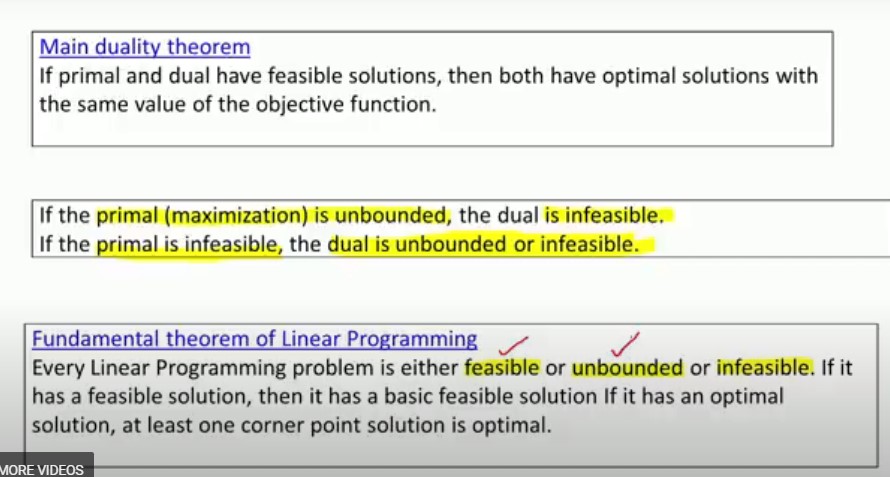 Main duality theorem
If primal and dual have feasible solutions, then both have optimal solutions with
the same value of the objective function.
If the primal (maximization) is unbounded, the dual is infeasible.
If the primal is infeasible, the dual is unbounded or infeasible.
Fundamental theorem of Linear Programming
Every Linear Programming problem is either feasible or unbounded or infeasible. If it
has a feasible solution, then it has a basic feasible solution If it has an optimal
solution, at least one corner point solution is optimal.
MORE VIDEOS